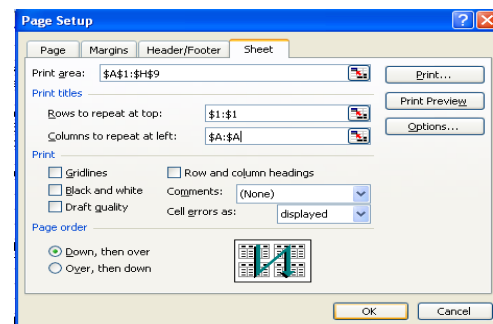 Page Setup
Page Margins Header/Footer Sheet
Print area: $A$1:$H$9 Print...
Print titles Print Preview
Rows to repeat at top: $1:$1 Options...
Columns to repeat at left: $A:$A
Print
Gridlines Row and column headings
Black and white Comments: (None)
Draft quality Cell errors as: displayed
Page order
Down, then over
Over, then down
OK Cancel